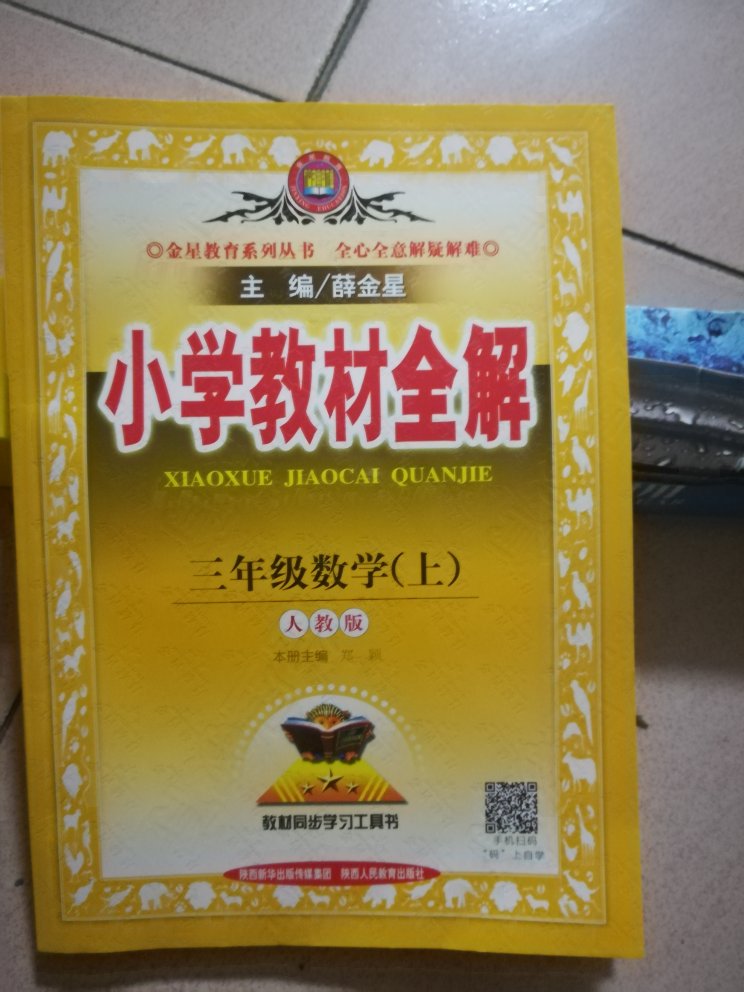 ◎金星教育系列丛书 全心全意解疑解难◎
主 编/薛金星
小学教材全解
XIAOXUE JIAOCAI QUANJIE
三年级数学(上)
人教版
本册主编 郑 颖
教材同步学习工具书
手机扫码
“码”上自学
陕西新华出版传媒集团 陕西人民教育出版社